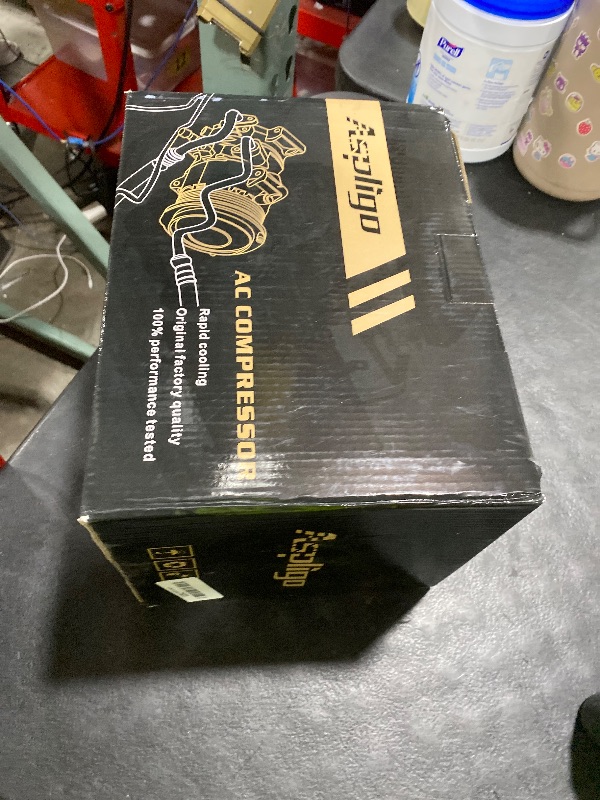 Aspligo
AC COMPRESSOR
Rapid cooling
Original factory quality
100% performance tested
Aspligo
Purell